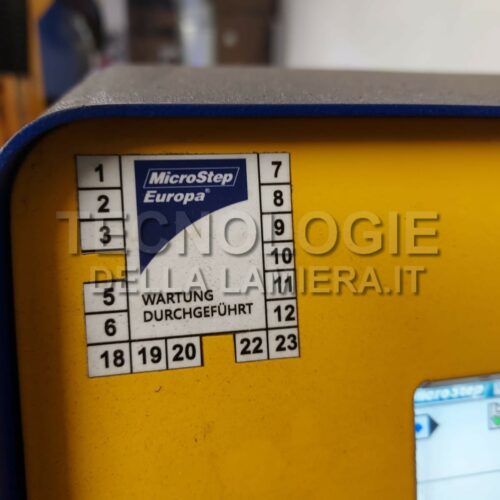 1
2
3
5
6
18 19 20 22 23
7
8
9
10
11
12
MicroStep
Europa®
WARTUNG
DURCHGEFÜHRT
TECNOLOGIE
DELLA LAMIERA.IT
MicroStep